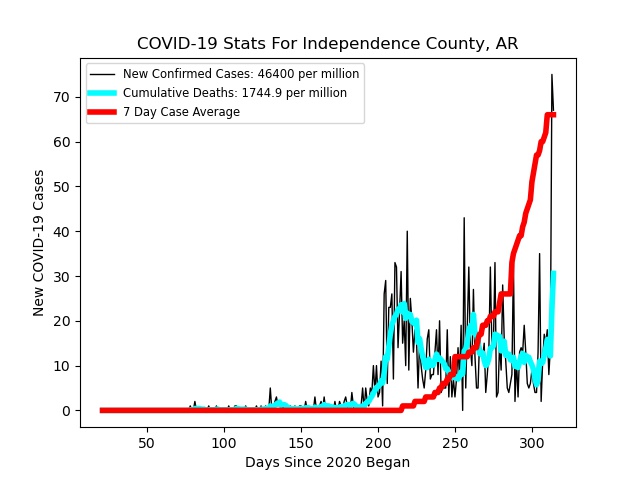 COVID-19 Stats For Independence County, AR
New Confirmed Cases: 46400 per million
Cumulative Deaths: 1744.9 per million
7 Day Case Average
New COVID-19 Cases
70
60
50
40
30
20
10
0
50 100 150 200 250 300
Days Since 2020 Began